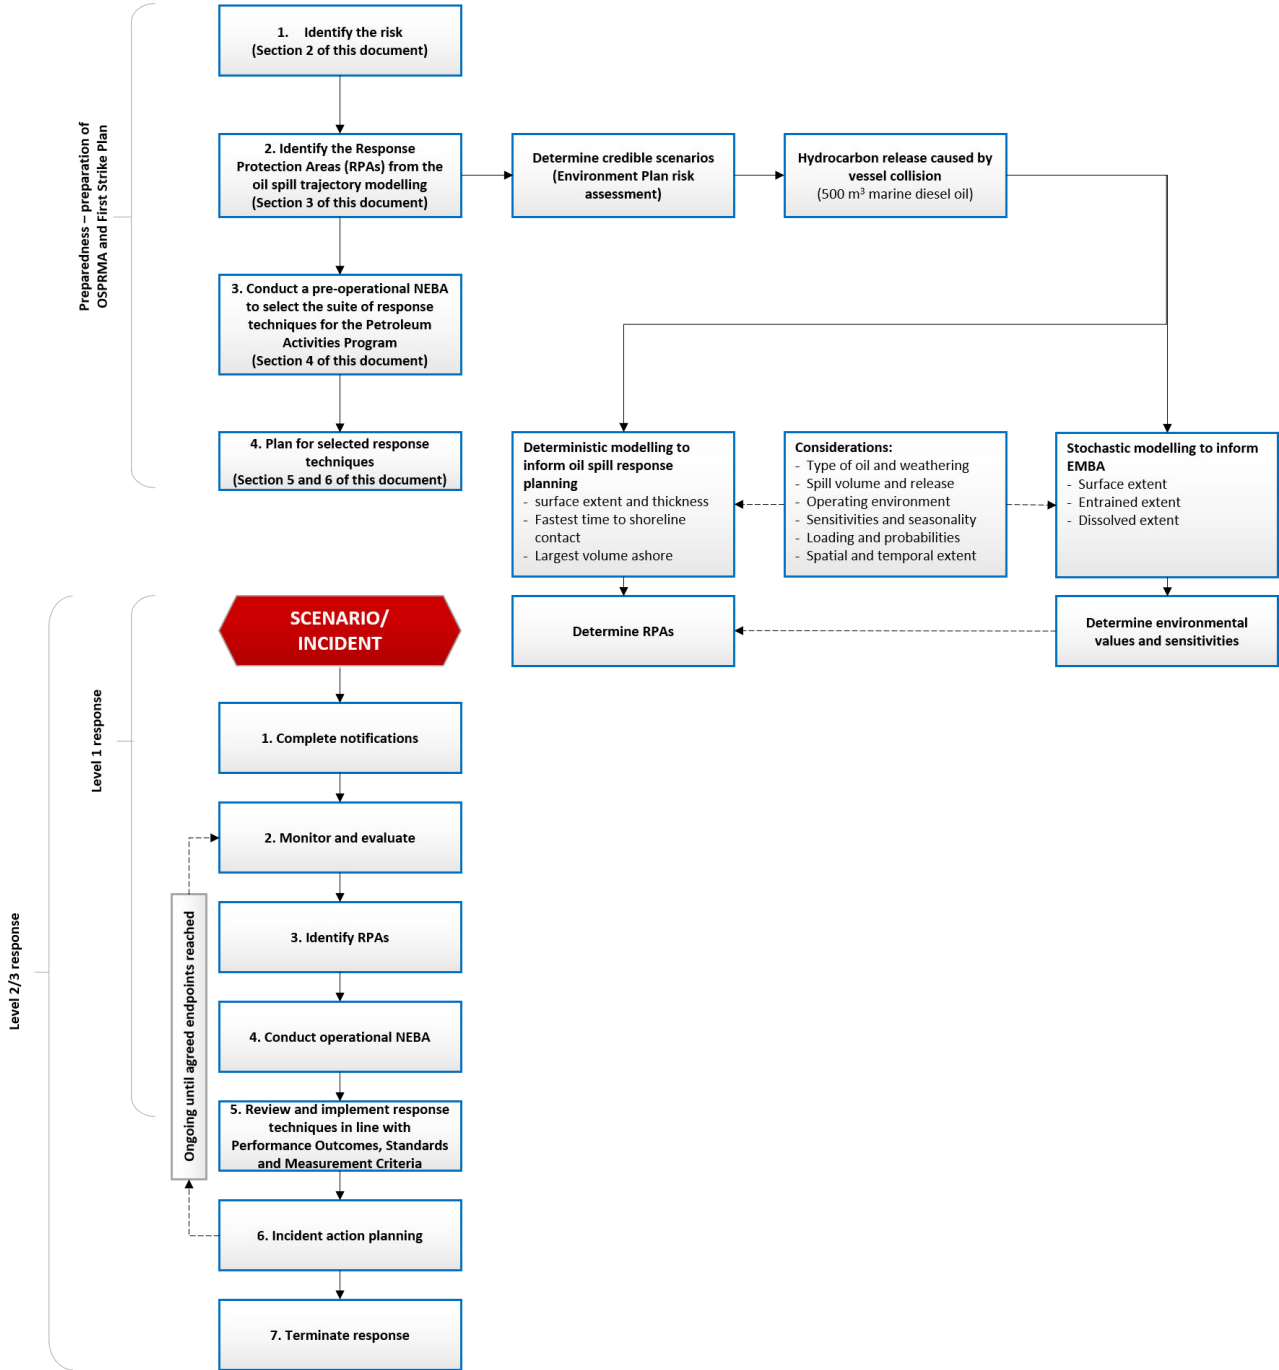 Preparedness – preparation of
OSPRMA and First Strike Plan
1. Identify the risk
(Section 2 of this document)
2. Identify the Response
Protection Areas (RPAs) from the
oil spill trajectory modelling
(Section 3 of this document)
Determine credible scenarios
(Environment Plan risk
assessment)
Hydrocarbon release caused by
vessel collision
(500 m³ marine diesel oil)
3. Conduct a pre-operational NEBA
to select the suite of response
techniques for the Petroleum
Activities Program
(Section 4 of this document)
4. Plan for selected response
techniques
(Section 5 and 6 of this document)
Deterministic modelling to
inform oil spill response
planning
- surface extent and thickness
- Fastest time to shoreline
contact
- Largest volume ashore
Considerations:
- Type of oil and weathering
- Spill volume and release
- Operating environment
- Sensitivities and seasonality
- Loading and probabilities
- Spatial and temporal extent
Stochastic modelling to inform
EMBA
- Surface extent
- Entrained extent
- Dissolved extent
Determine RPAs
Determine environmental
values and sensitivities
Level 2/3 response
Level 1 response
SCENARIO/
INCIDENT
1. Complete notifications
2. Monitor and evaluate
3. Identify RPAs
4. Conduct operational NEBA
5. Review and implement response
techniques in line with
Performance Outcomes, Standards
and Measurement Criteria
Ongoing until agreed endpoints reached
6. Incident action planning
7. Terminate response